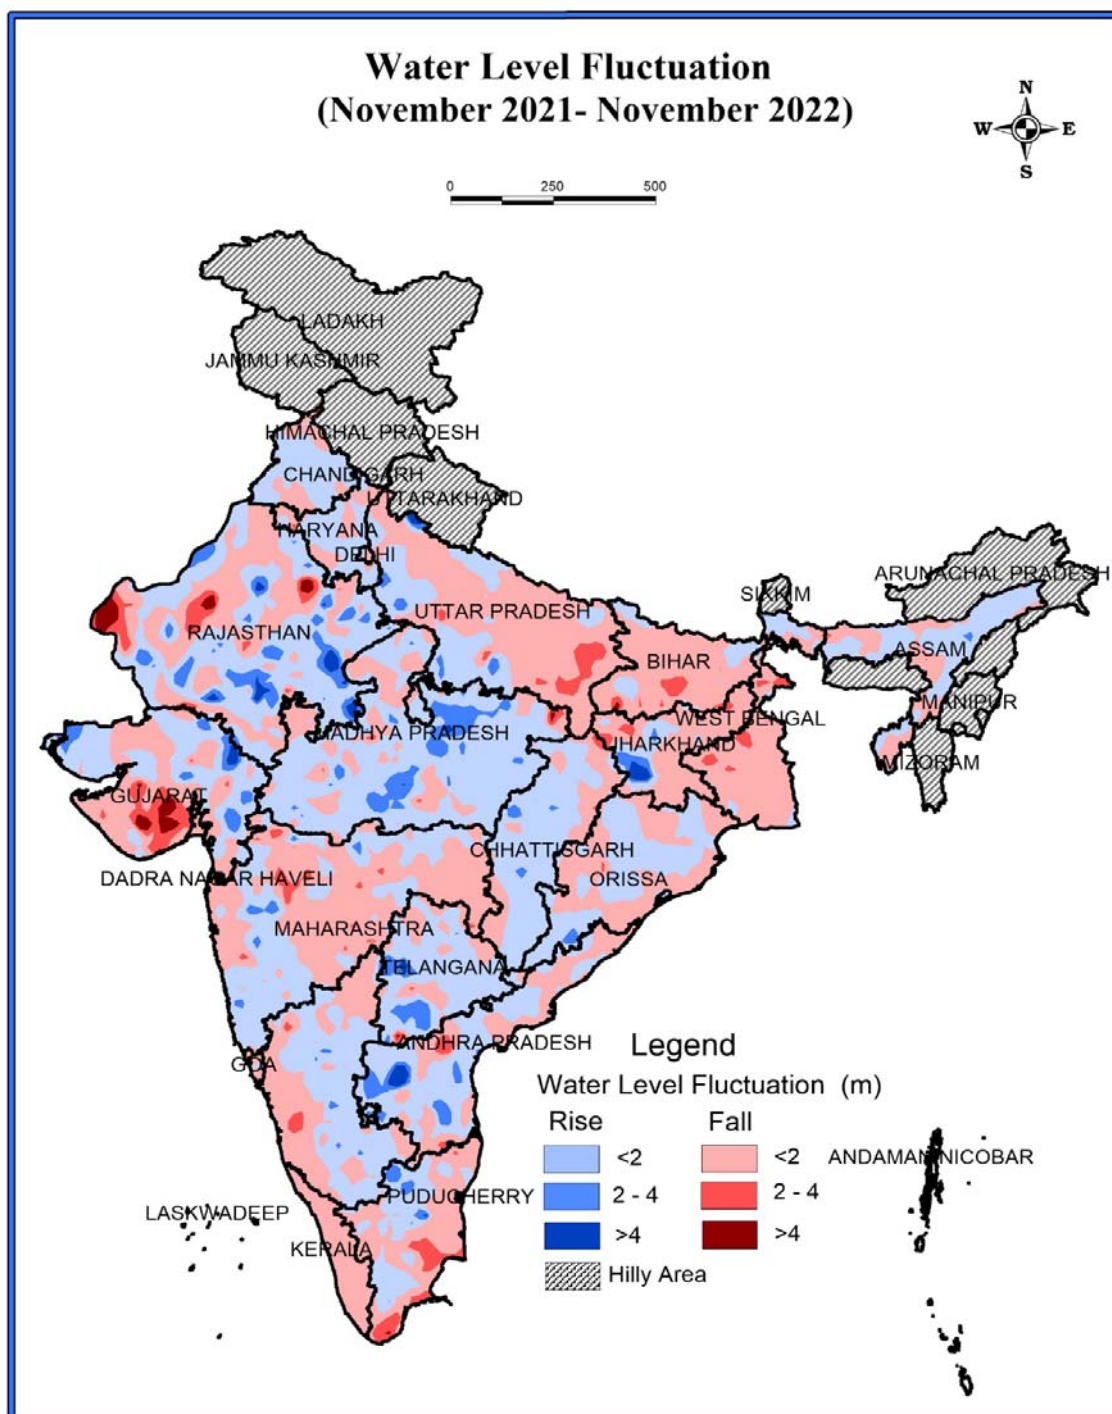 Water Level Fluctuation
(November 2021- November 2022)
N
W E
S
0 250 500
LADAKH
JAMMU KASHMIR
HIMACHAL PRADESH
CHANDIGARH
UTTARAKHAND
HARYANA
DELHI
ARUNACHAL PRADESH
SIKKIM
UTTAR PRADESH
RAJASTHAN
ASSAM
BIHAR
MANIPUR
WEST BENGAL
MADHYA PRADESH
JHARKHAND
MIZORAM
GUJARAT
CHHATTISGARH
DADRA NAGAR HAVELI
ORISSA
MAHARASHTRA
TELANGANA
ANDHRA PRADESH
GOA
Legend
Water Level Fluctuation (m)
Rise Fall
<2 <2
2 - 4 2 - 4
>4 >4
Hilly Area
ANDAMAN NICOBAR
PUDUCHERRY
LASKWADEEP
KERALA